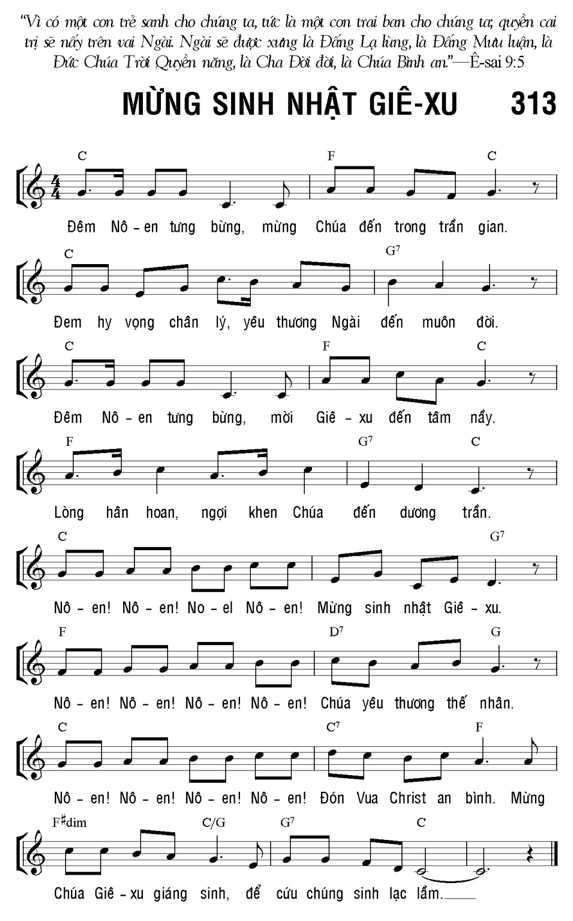 “Vì có một con trẻ sanh cho chúng ta, tức là một con trai ban cho chúng ta; quyền cai
trị sẽ nấy trên vai Ngài. Ngài sẽ được xưng là Đấng Lạ lùng, là Đấng Mưu luận, là
Đức Chúa Trời Quyền năng, là Cha Đời đời, là Chúa Bình an.”—Ê-sai 9:5
MỪNG SINH NHẬT GIÊ-XU 313
C F C
4
4
Đêm Nô – en tưng bừng, mừng Chúa đến trong trần gian.
C G7
Đem hy vọng chân lý, yêu thương Ngài đến muôn đời.
C F C
Đêm Nô – en tưng bừng, mời Giê – xu đến tâm nầy.
F G7 C
Lòng hân hoan, ngợi khen Chúa đến dương trần.
C G7
Nô – en! Nô – en! No – el Nô – en! Mừng sinh nhật Giê – xu.
F D7 G
Nô – en! Nô – en! Nô – en! Nô – en! Chúa yêu thương thế nhân.
C C7 F
Nô – en! Nô – en! Nô – en! Nô – en! Đón Vua Christ an bình. Mừng
F#dim C/G G7 C
Chúa Giê – xu giáng sinh, để cứu chúng sinh lạc lầm.